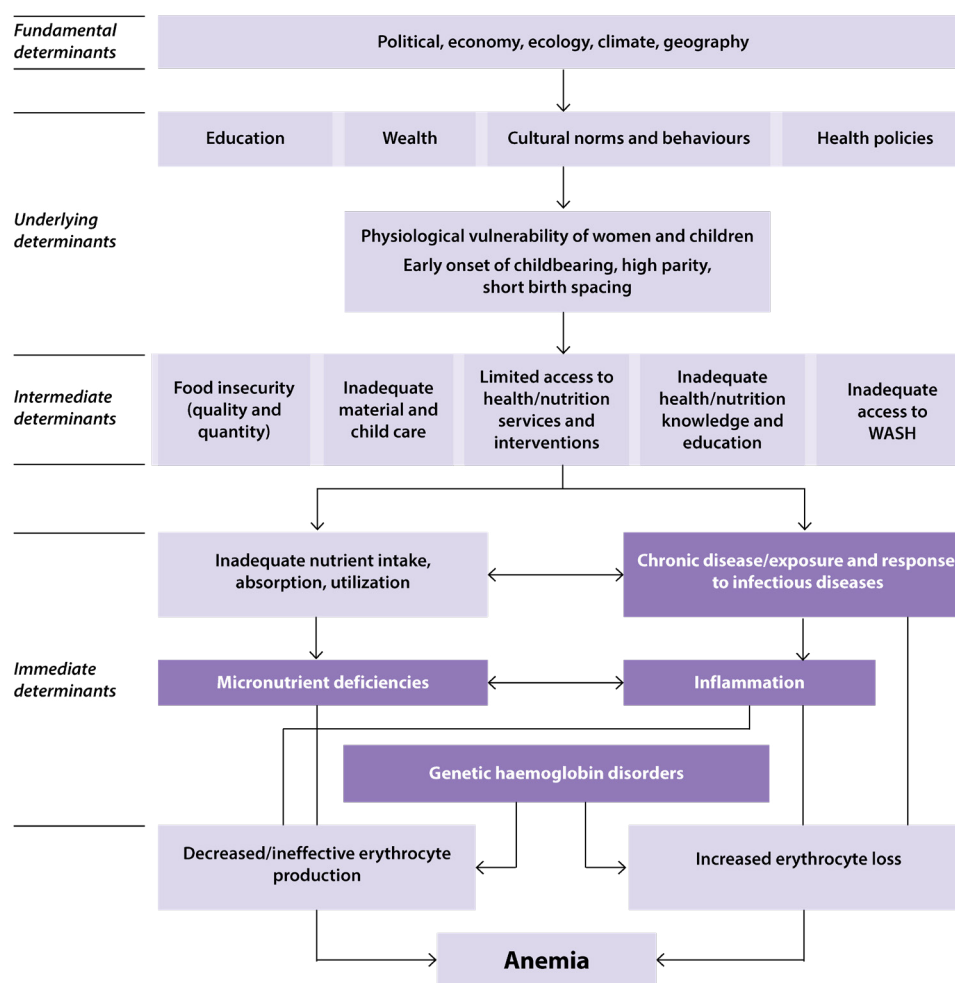 Fundamental
determinants
Political, economy, ecology, climate, geography
Underlying
determinants
Education
Wealth
Cultural norms and behaviours
Health policies
Physiological vulnerability of women and children
Early onset of childbearing, high parity,
short birth spacing
Intermediate
determinants
Food insecurity
(quality and
quantity)
Inadequate
material and
child care
Limited access to
health/nutrition
services and
interventions
Inadequate
health/nutrition
knowledge and
education
Inadequate
access to
WASH
Immediate
determinants
Inadequate nutrient intake,
absorption, utilization
Chronic disease/exposure and response
to infectious diseases
Micronutrient deficiencies
Inflammation
Genetic haemoglobin disorders
Decreased/ineffective erythrocyte
production
Increased erythrocyte loss
Anemia